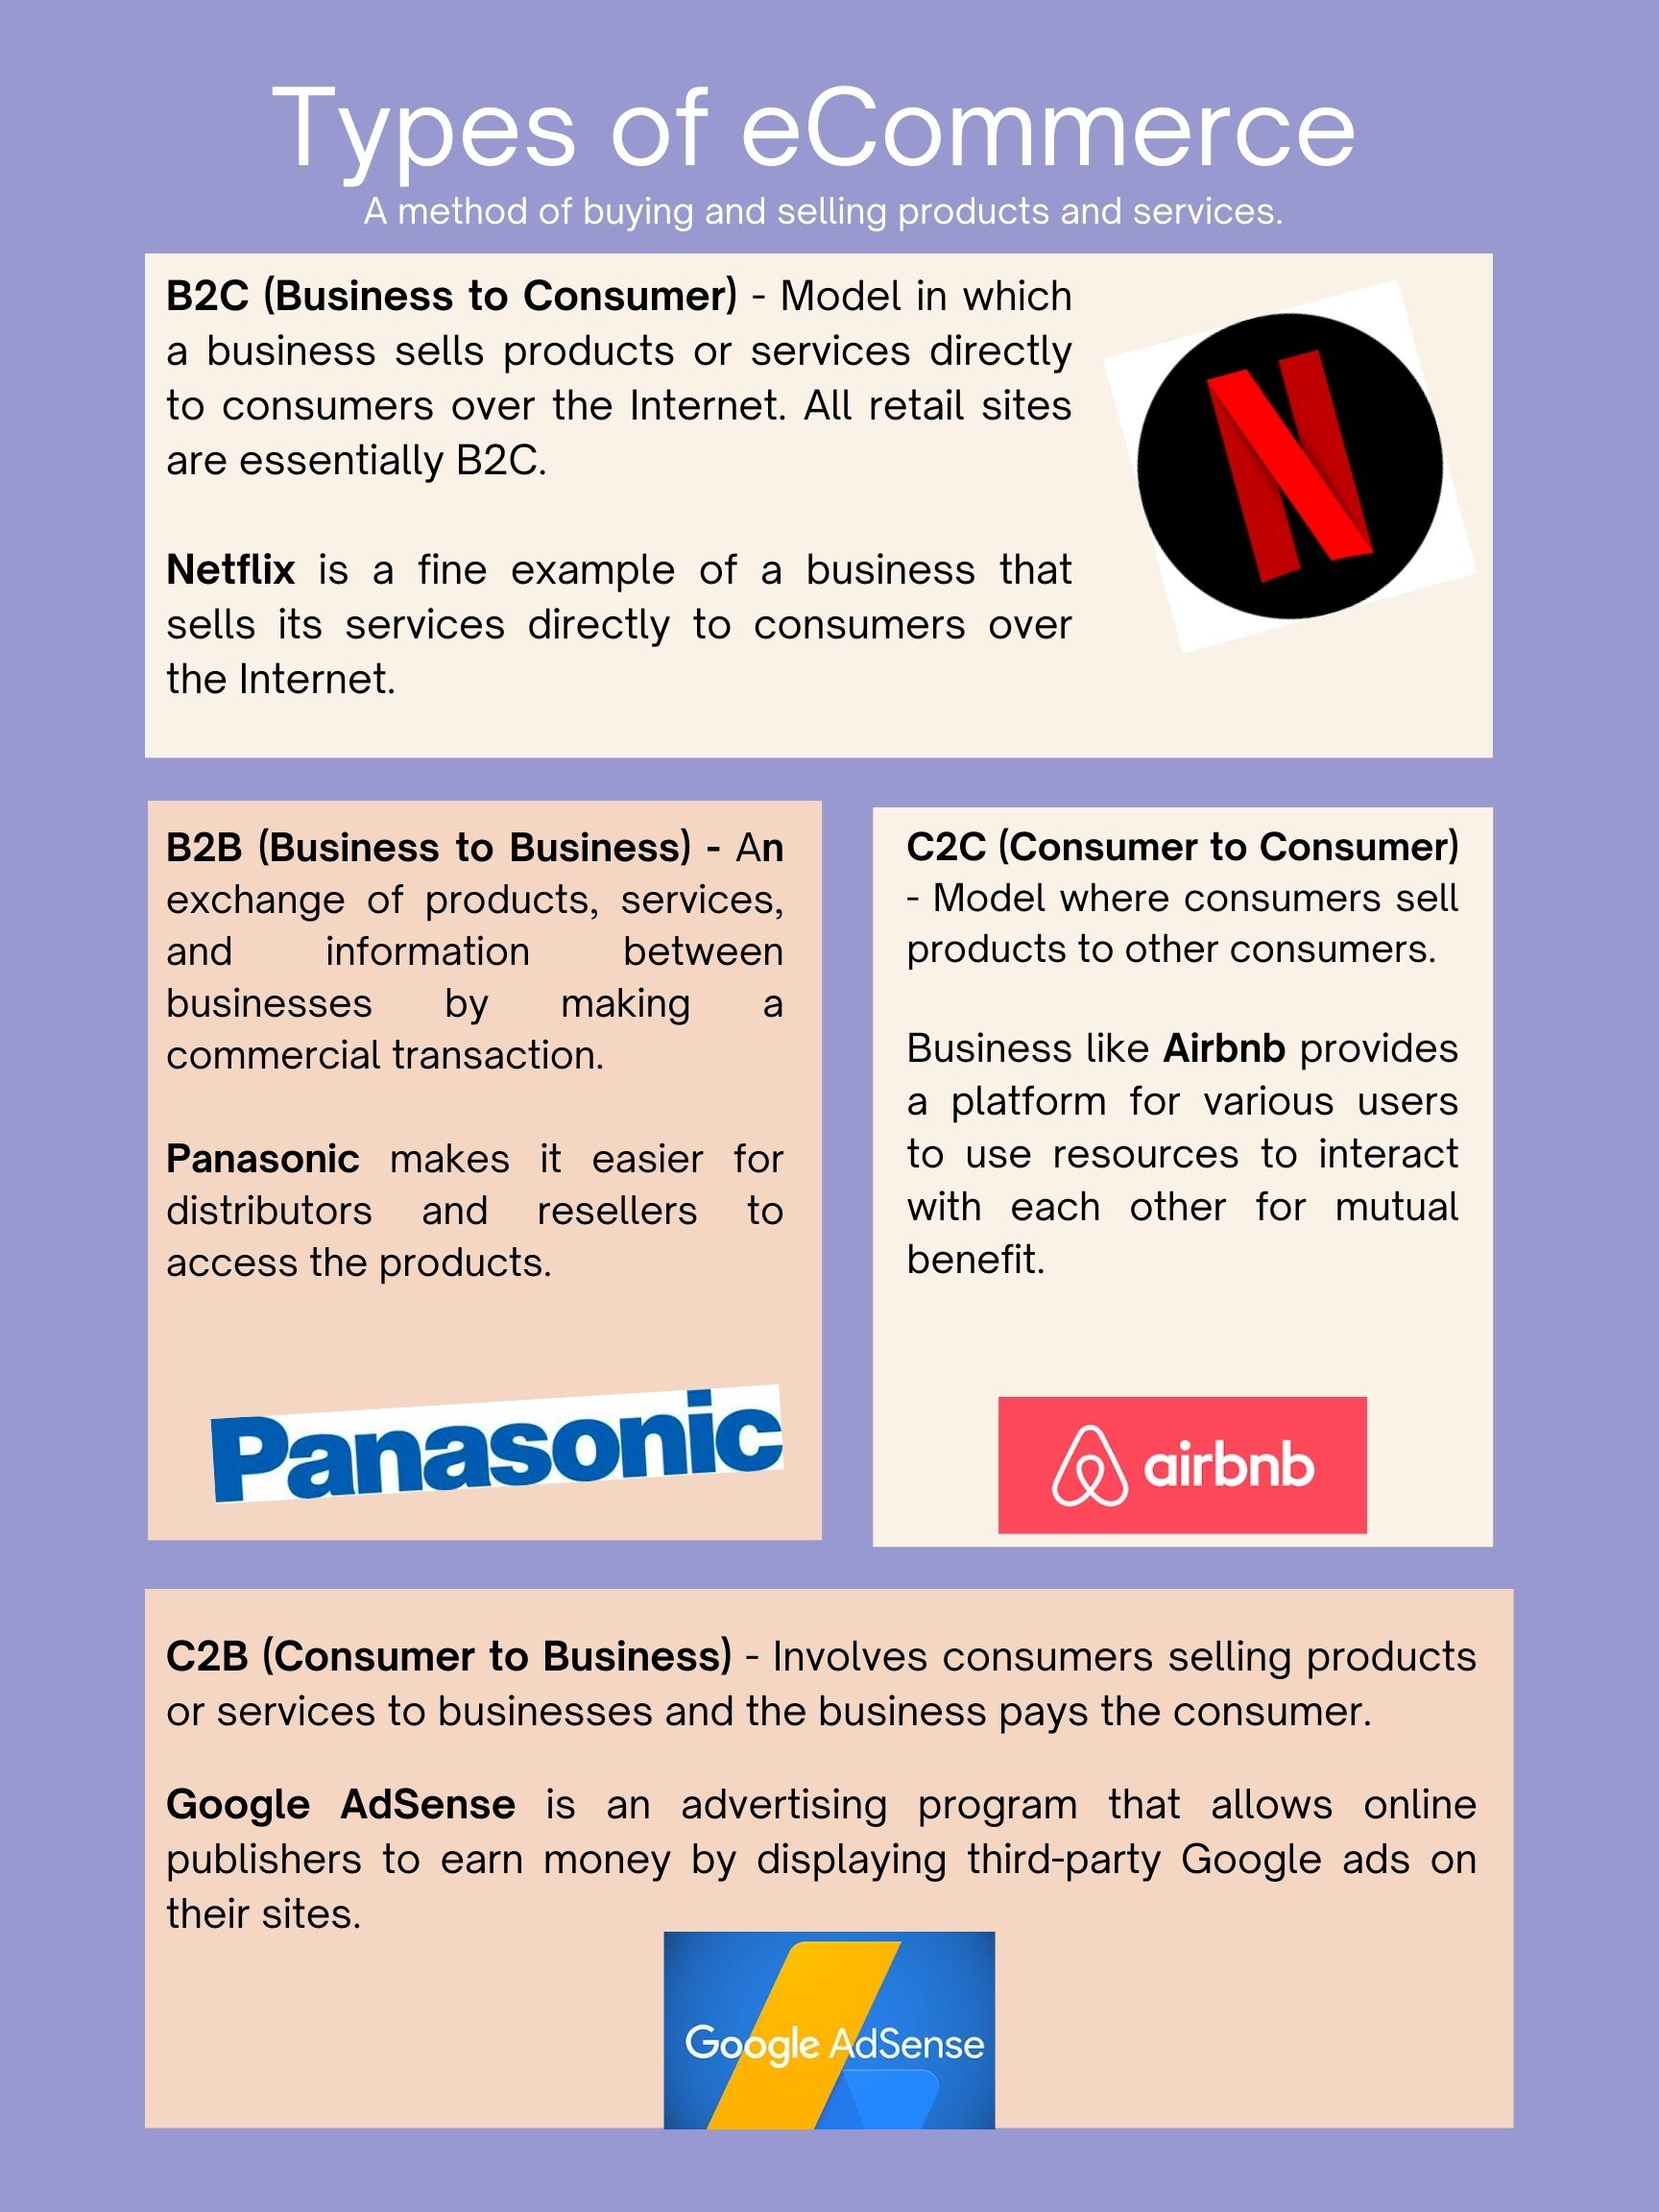 Types of eCommerce
A method of buying and selling products and services.
B2C (Business to Consumer) - Model in which
a business sells products or services directly
to consumers over the Internet. All retail sites
are essentially B2C.
Netflix is a fine example of a business that
sells its services directly to consumers over
the Internet.
N
B2B (Business to Business) - An
exchange of products, services,
and information between
businesses by making a
commercial transaction.
Panasonic makes it easier for
distributors and resellers to
access the products.
Panasonic
C2C (Consumer to Consumer)
- Model where consumers sell
products to other consumers.
Business like Airbnb provides
a platform for various users
to use resources to interact
with each other for mutual
benefit.
airbnb
C2B (Consumer to Business) - Involves consumers selling products
or services to businesses and the business pays the consumer.
Google AdSense is an advertising program that allows online
publishers to earn money by displaying third-party Google ads on
their sites.
Google AdSense